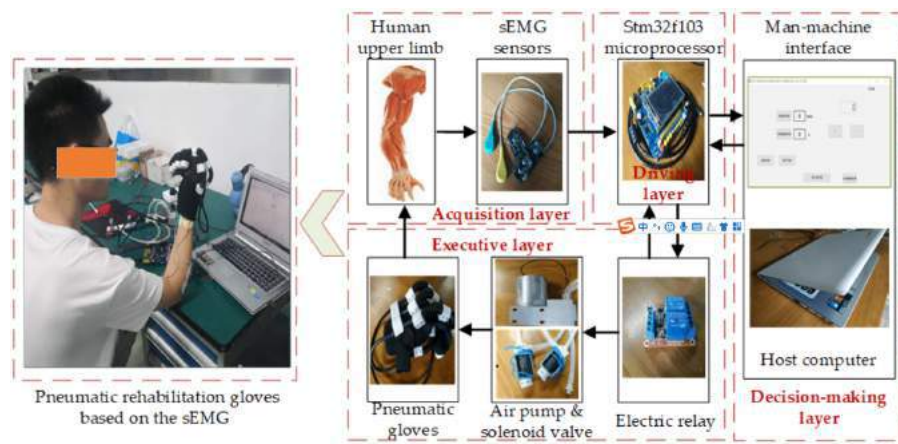 Human
upper limb
sEMG
sensors
Stm32f103
microprocessor
Man-machine
interface
Driving
layer
Acquisition layer
Executive layer
中
Host computer
Pneumatic rehabilitation gloves
based on the sEMG
Pneumatic
gloves
Air pump &
solenoid valve
Electric relay
Decision-making
layer